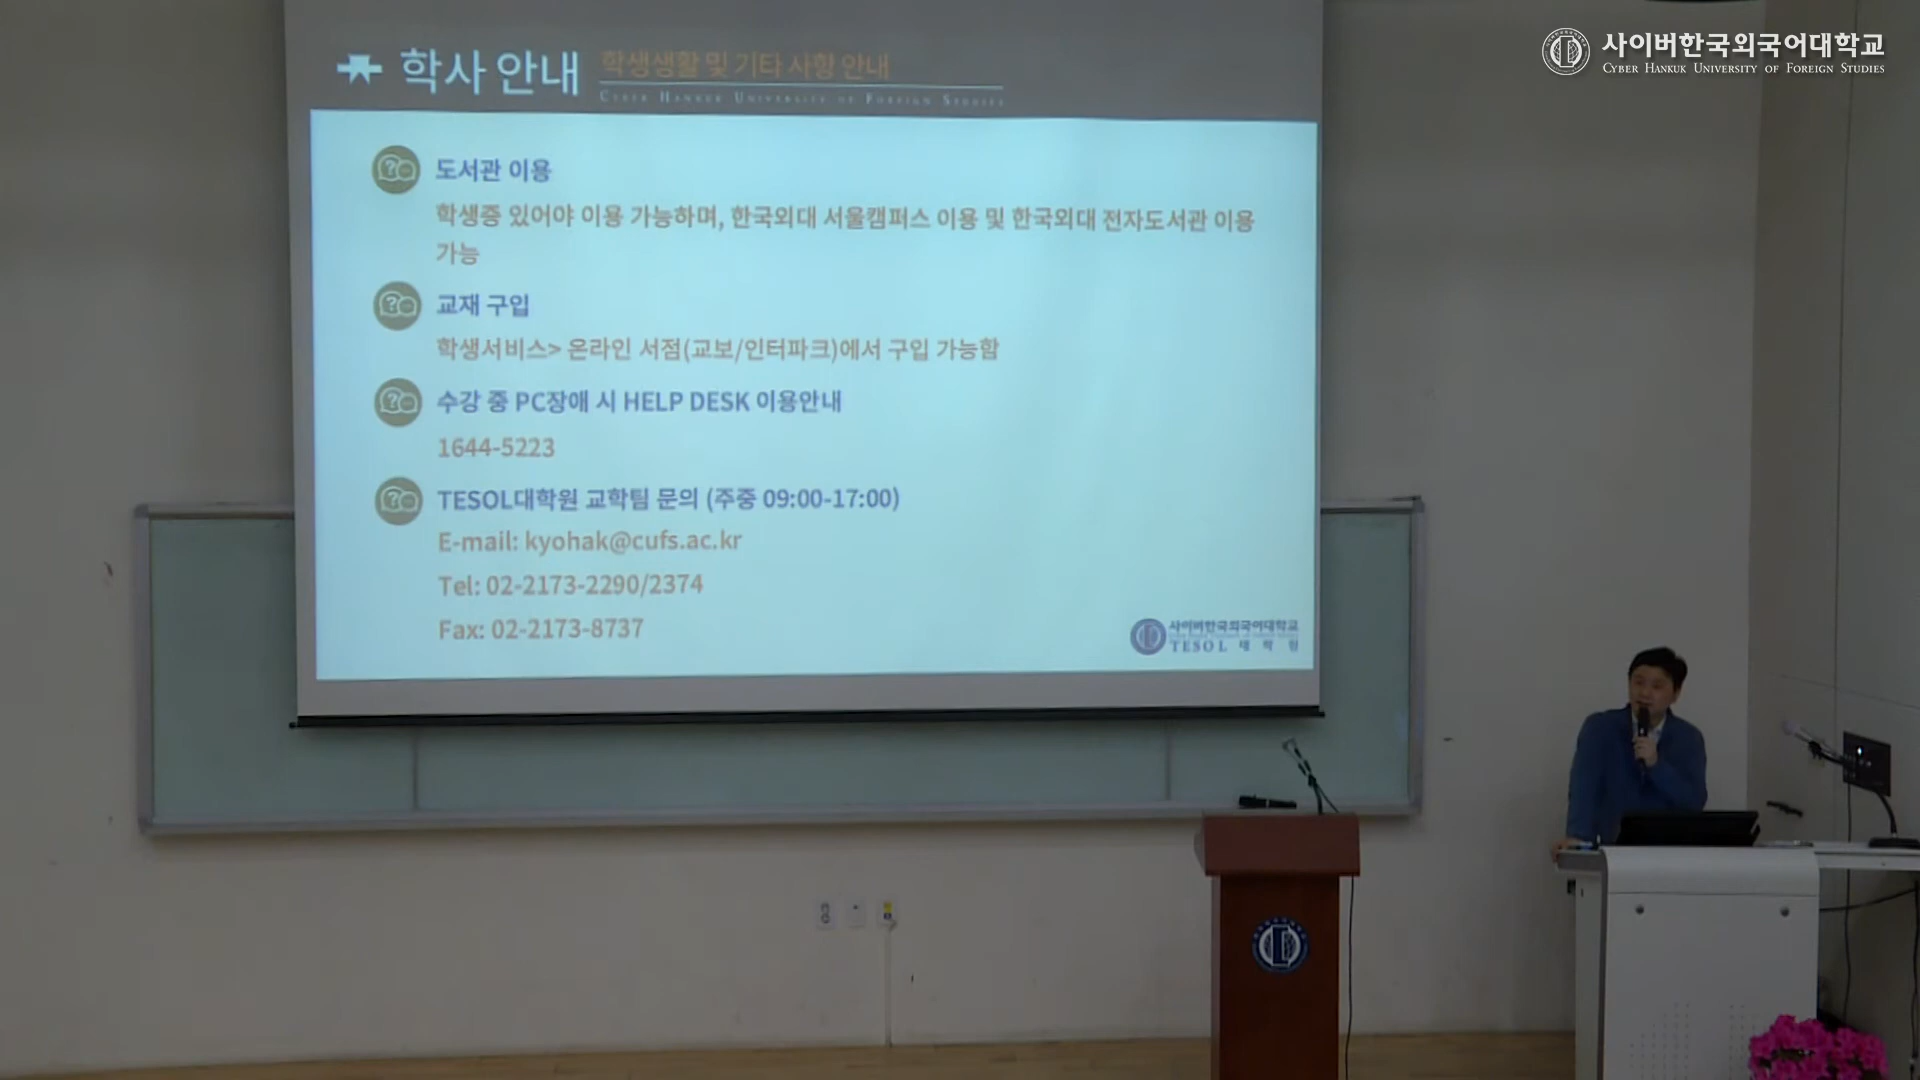 사이버한국외국어대학교
CYBER HANKUK UNIVERSITY OF FOREIGN STUDIES
학사 안내 학생생활 및 기타 사항 안내
CYBER HANKUK UNIVERSITY OF FOREIGN STUDIES
도서관 이용
학생증 있어야 이용 가능하며, 한국외대 서울캠퍼스 이용 및 한국외대 전자도서관 이용
가능
교재 구입
학생서비스> 온라인 서점(교보/인터파크)에서 구입 가능함
수강 중 PC장애 시 HELP DESK 이용안내
1644-5223
TESOL대학원 교학팀 문의 (주중 09:00-17:00)
E-mail: kyohak@cufs.ac.kr
Tel: 02-2173-2290/2374
Fax: 02-2173-8737
사이버한국외국어대학교
TESOL 대 학 원